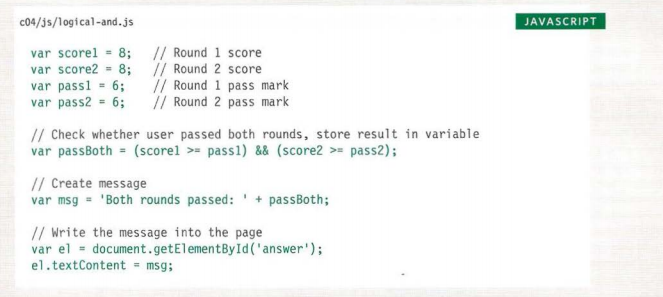 c04/js/logical-and.js JAVASCRIPT
var score1 = 8; // Round 1 score
var score2 = 8; // Round 2 score
var pass1 = 6; // Round 1 pass mark
var pass2 = 6; // Round 2 pass mark
// Check whether user passed both rounds, store result in variable
var passBoth = (score1 >= pass1) && (score2 >= pass2);
// Create message
var msg = 'Both rounds passed: ' + passBoth;
// Write the message into the page
var el = document.getElementById('answer');
el.textContent = msg;